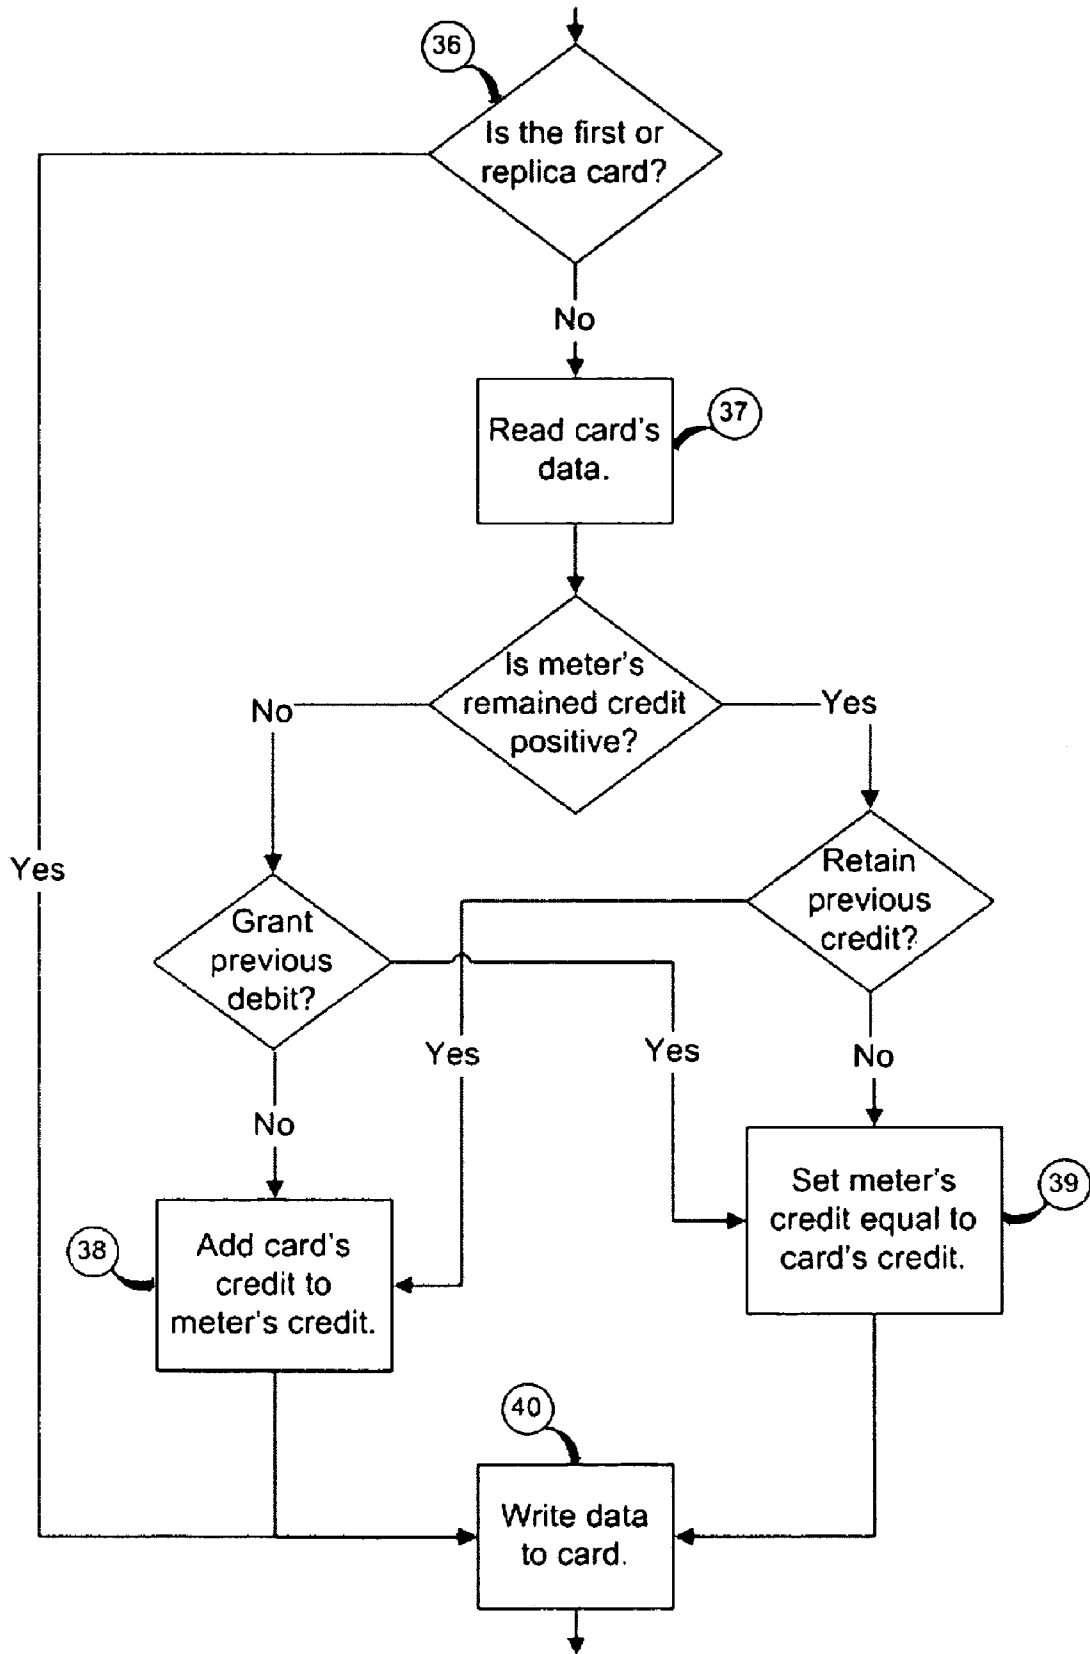 36
Is the first or
replica card?
No
Read card's
data.
37
Is meter's
remained credit
positive?
No
Yes
Yes
Retain
previous
credit?
Grant
previous
debit?
Yes
Yes
No
No
Set meter's
credit equal to
card's credit.
39
38
Add card's
credit to
meter's credit.
40
Write data
to card.